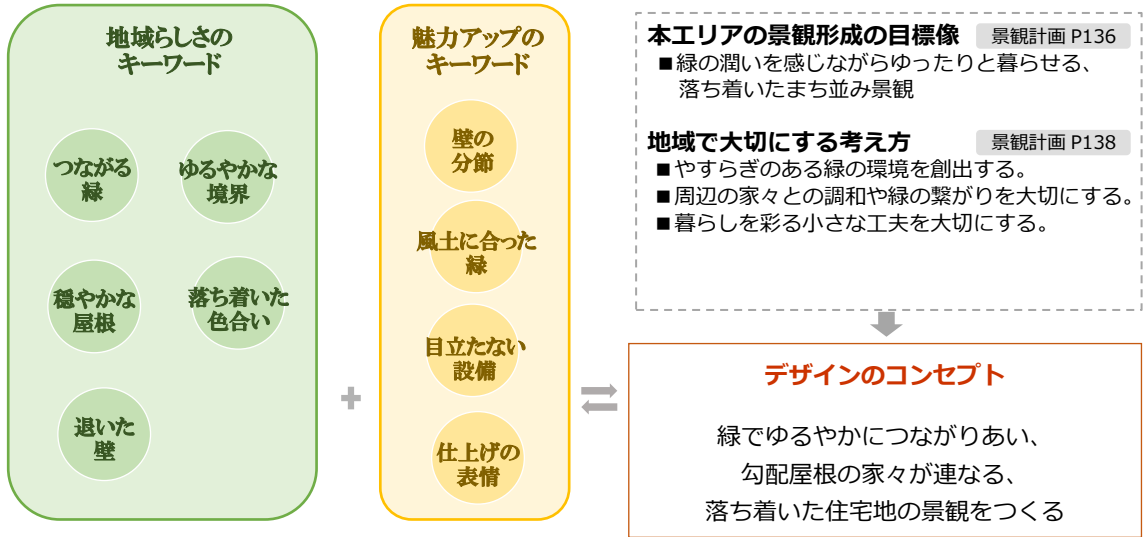 地域らしさの
キーワード
つながる
緑
ゆるやかな
境界
穏やかな
屋根
落ち着いた
色合い
退いた
壁
+
魅力アップの
キーワード
壁の
分節
風土に合った
緑
目立たない
設備
仕上げの
表情
本エリアの景観形成の目標像 景観計画 P136
■緑の潤いを感じながらゆったりと暮らせる、
落ち着いたまち並み景観
地域で大切にする考え方 景観計画 P138
■やすらぎのある緑の環境を創出する。
■周辺の家々との調和や緑の繋がりを大切にする。
■暮らしを彩る小さな工夫を大切にする。
デザインのコンセプト
緑でゆるやかにつながりあい、
勾配屋根の家々が連なる、
落ち着いた住宅地の景観をつくる